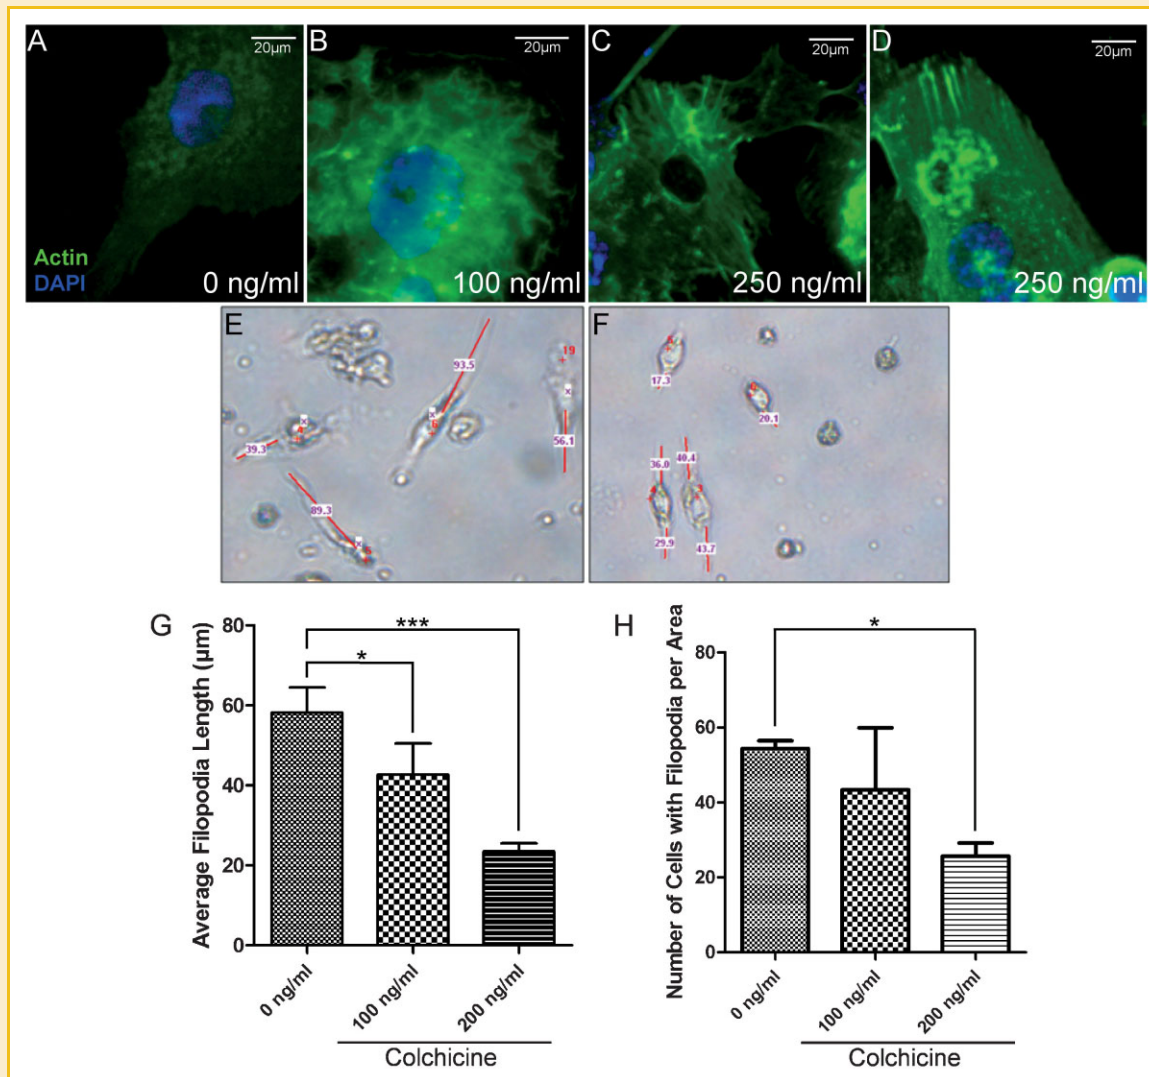 A
20µm
Actin
DAPI
0 ng/ml
B
20µm
100 ng/ml
C
20µm
250 ng/ml
D
20µm
250 ng/ml
E
93.5
19
x
x
x
6
4
39.3
56.1
89.3
x
F
17.3
20.1
36.0
40.4
4
3
29.9
43.7
G
Average Filopodia Length (µm)
80
60
40
20
0
***
*
0 ng/ml
100 ng/ml
200 ng/ml
Colchicine
H
Number of Cells with Filopodia per Area
80
60
40
20
0
*
0 ng/ml
100 ng/ml
200 ng/ml
Colchicine